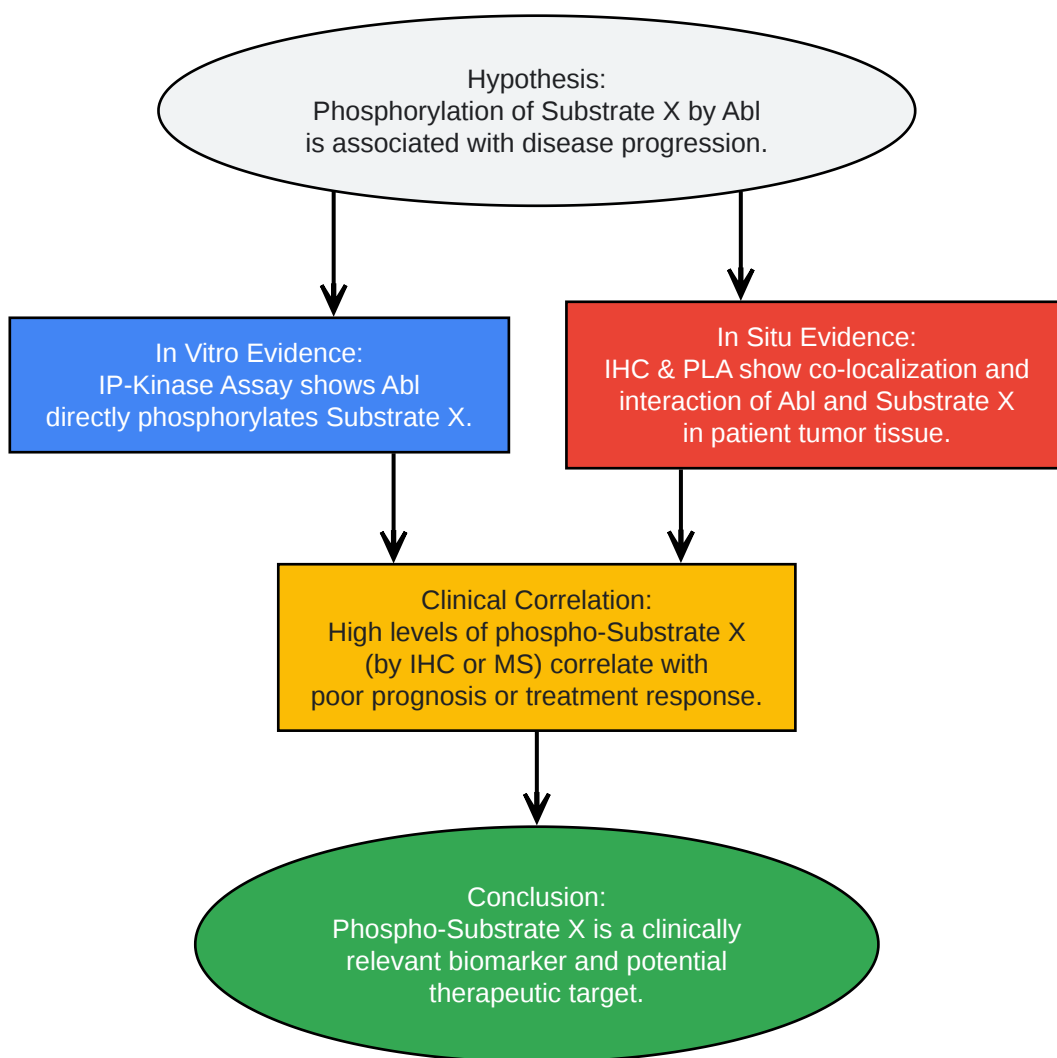 Hypothesis:
Phosphorylation of Substrate X by Abl
is associated with disease progression.
In Vitro Evidence:
IP-Kinase Assay shows Abl
directly phosphorylates Substrate X.
In Situ Evidence:
IHC & PLA show co-localization and
interaction of Abl and Substrate X
in patient tumor tissue.
Clinical Correlation:
High levels of phospho-Substrate X
(by IHC or MS) correlate with
poor prognosis or treatment response.
Conclusion:
Phospho-Substrate X is a clinically
relevant biomarker and potential
therapeutic target.